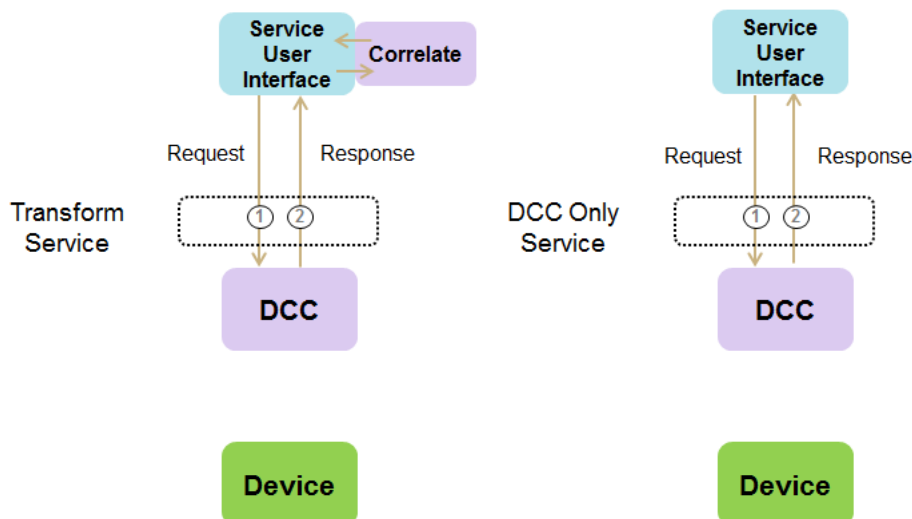 Service
User
Interface
Correlate
Request
Response
Transform
Service
1
2
DCC
Device
Service
User
Interface
Request
Response
DCC Only
Service
1
2
DCC
Device